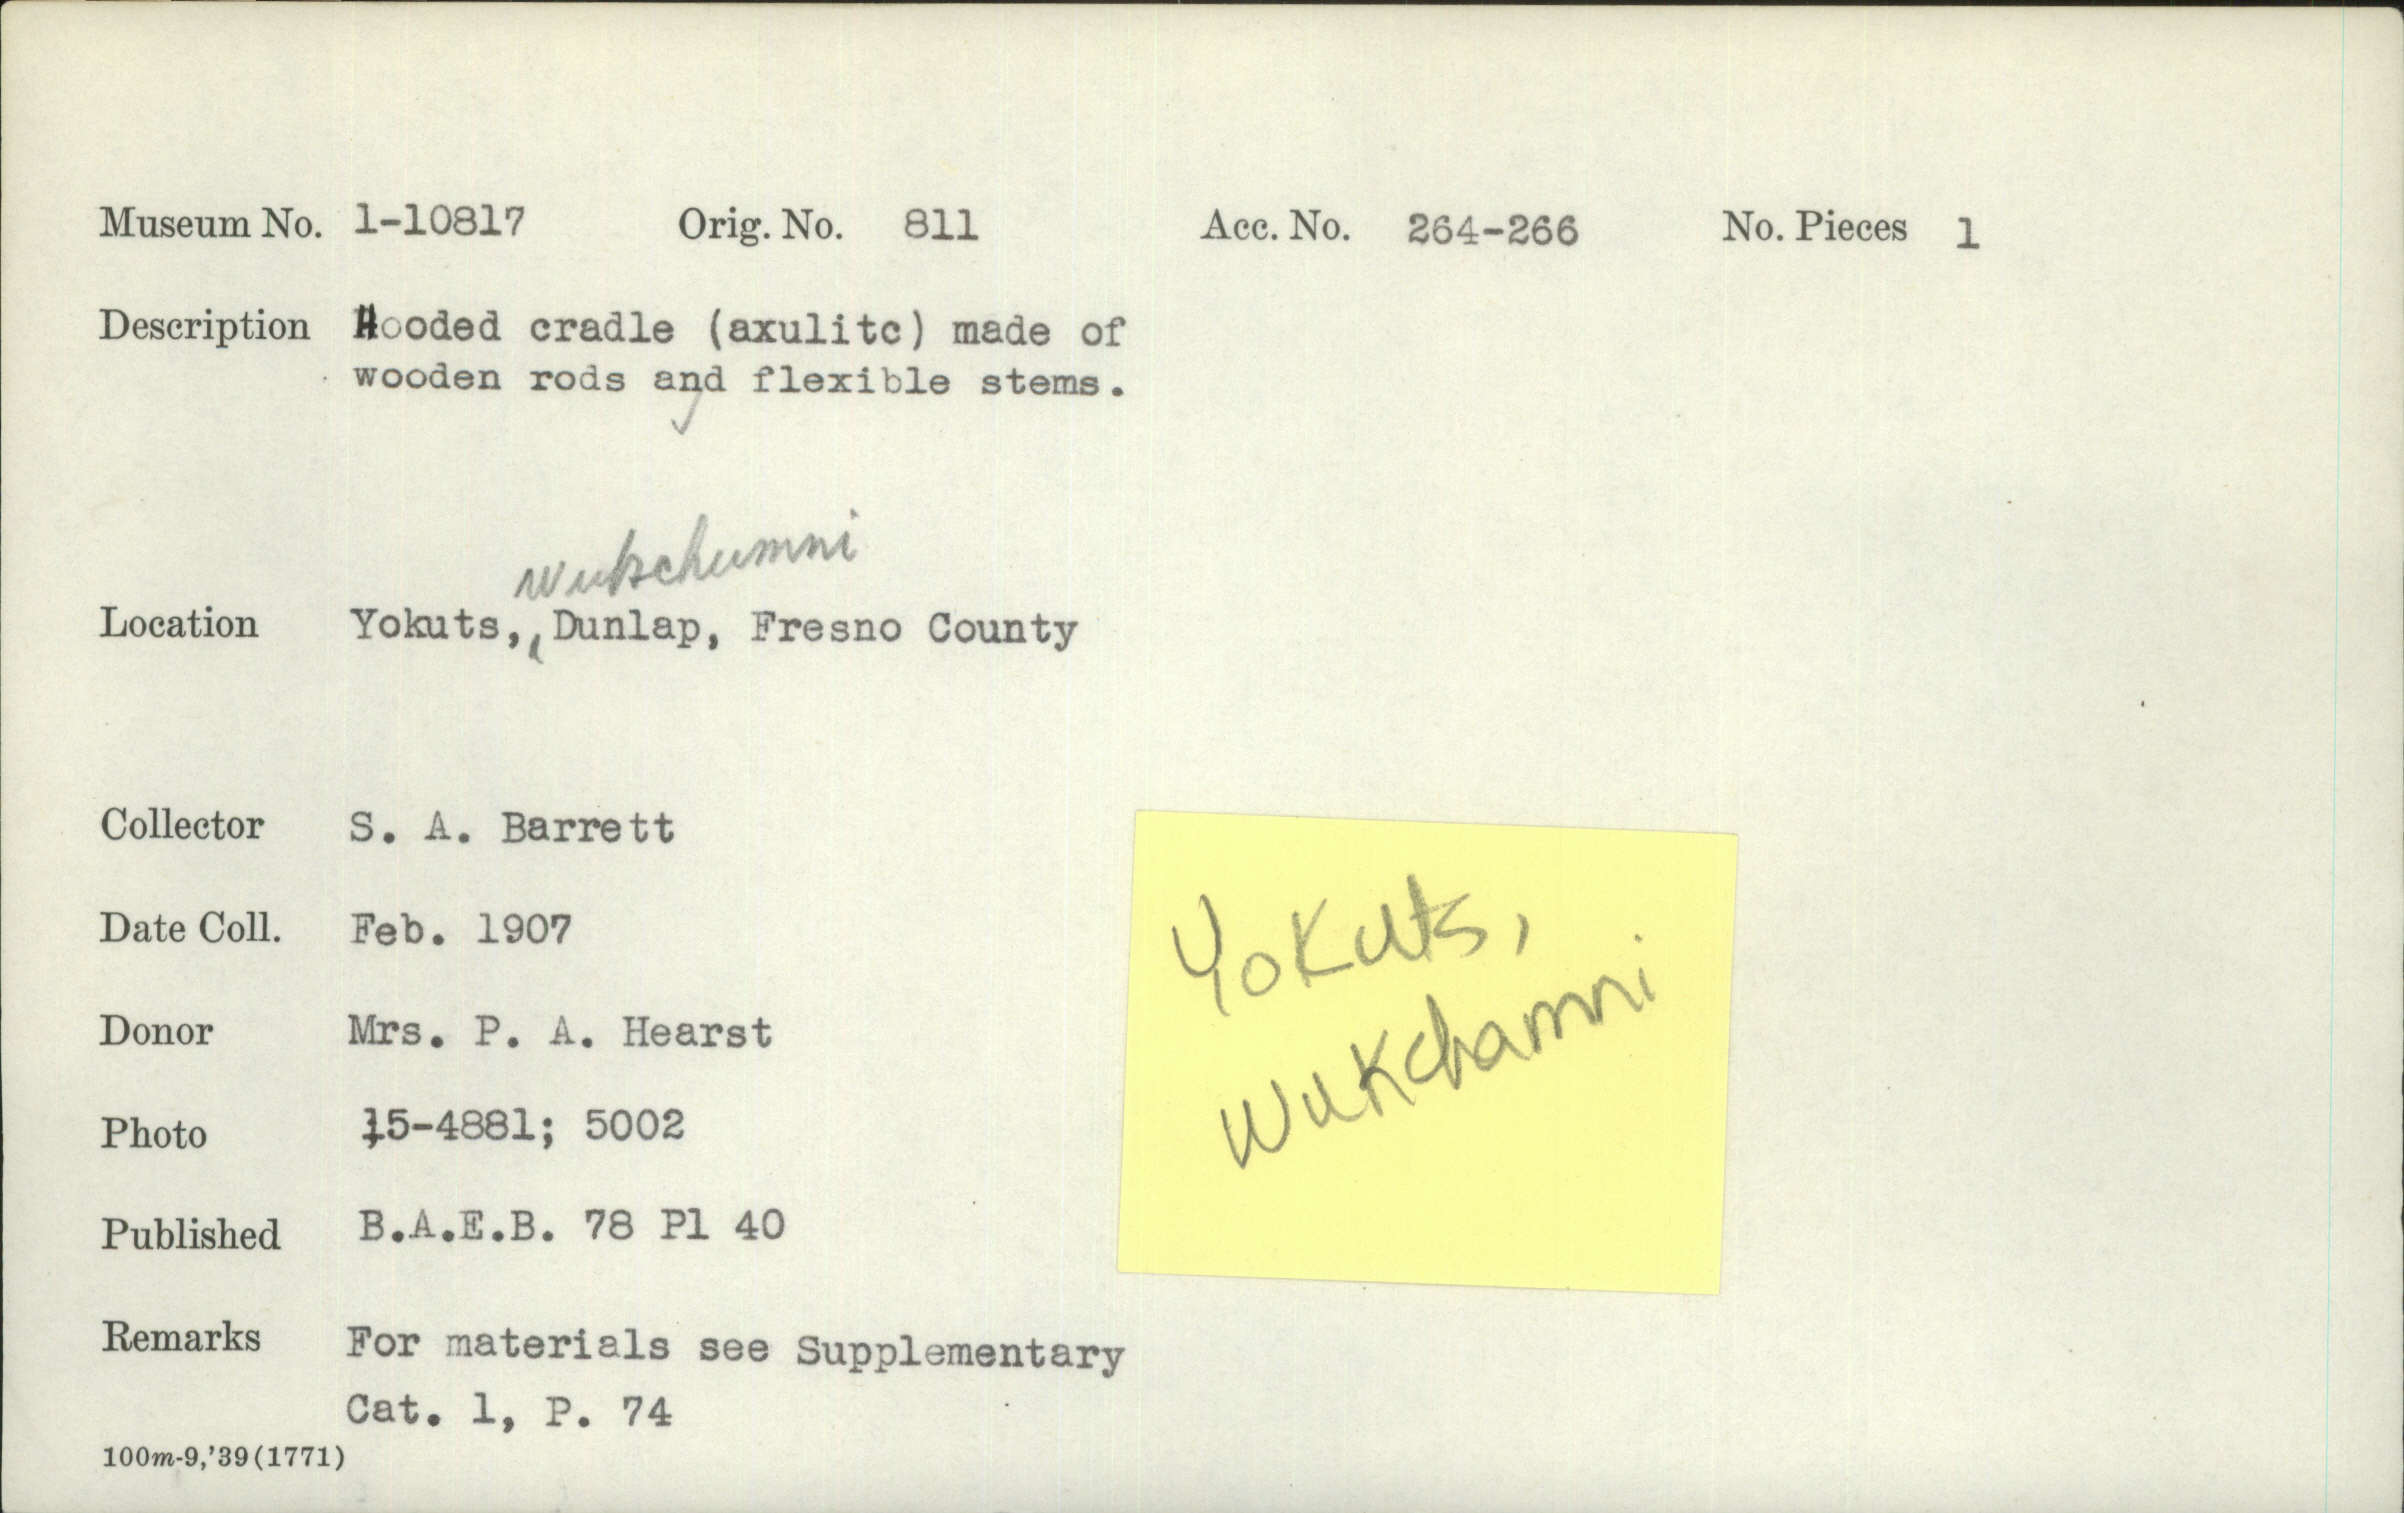 Museum No. 1-10817 Orig. No. 811 Acc. No. 264-266 No. Pieces 1
Description Hooded cradle (axulitc) made of
wooden rods and flexible stems.
Wukchumni
Location Yokuts, Dunlap, Fresno County
Collector S. A. Barrett
Date Coll. Feb. 1907
Donor Mrs. P. A. Hearst
Photo 15-4881; 5002
Published B.A.E.B. 78 Pl 40
Remarks For materials see Supplementary
Cat. 1, P. 74
100m-9,'39(1771)
Yokuts,
Wukchamni